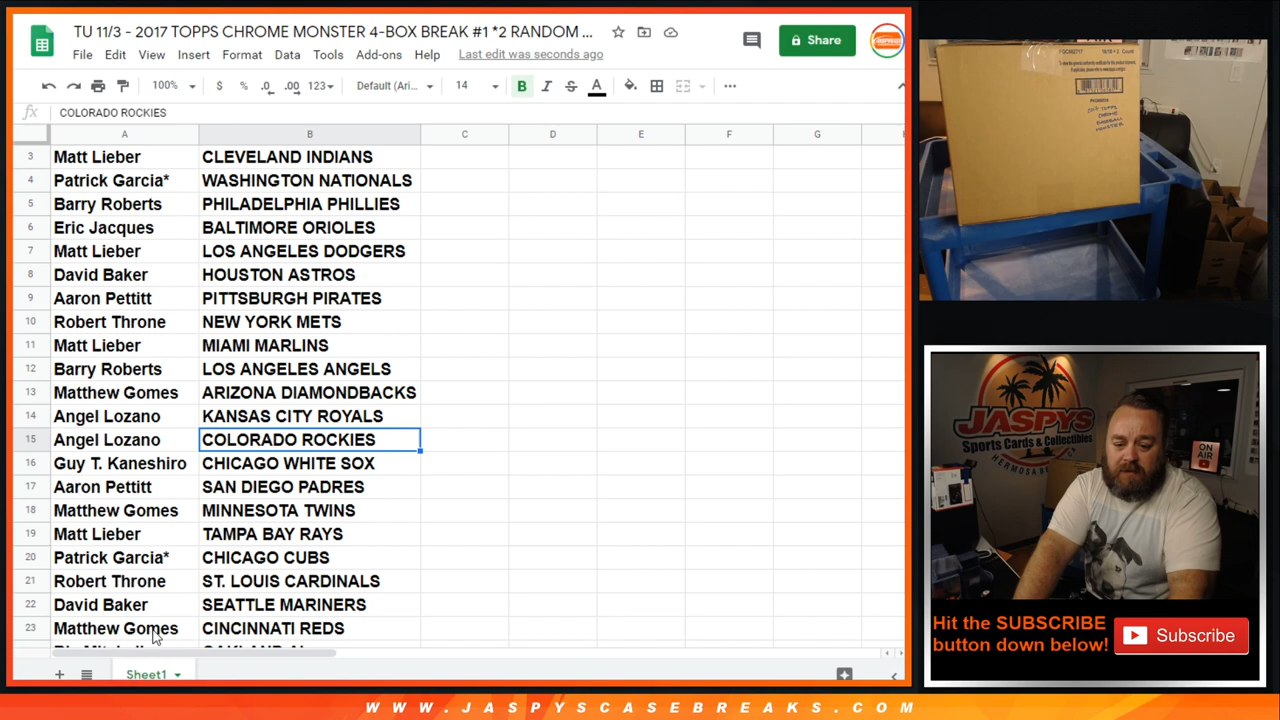 TU 11/3 - 2017 TOPPS CHROME MONSTER 4-BOX BREAK #1 *2 RANDOM ...
File Edit View Insert Format Data Tools Add-ons Help Last edit was seconds ago
Share
100% $ % .0 .00 123 Default (Ari... 14 B I S A
fx COLORADO ROCKIES
A B C D E F G
3 Matt Lieber CLEVELAND INDIANS
4 Patrick Garcia* WASHINGTON NATIONALS
5 Barry Roberts PHILADELPHIA PHILLIES
6 Eric Jacques BALTIMORE ORIOLES
7 Matt Lieber LOS ANGELES DODGERS
8 David Baker HOUSTON ASTROS
9 Aaron Pettitt PITTSBURGH PIRATES
10 Robert Throne NEW YORK METS
11 Matt Lieber MIAMI MARLINS
12 Barry Roberts LOS ANGELES ANGELS
13 Matthew Gomes ARIZONA DIAMONDBACKS
14 Angel Lozano KANSAS CITY ROYALS
15 Angel Lozano COLORADO ROCKIES
16 Guy T. Kaneshiro CHICAGO WHITE SOX
17 Aaron Pettitt SAN DIEGO PADRES
18 Matthew Gomes MINNESOTA TWINS
19 Matt Lieber TAMPA BAY RAYS
20 Patrick Garcia* CHICAGO CUBS
21 Robert Throne ST. LOUIS CARDINALS
22 David Baker SEATTLE MARINERS
23 Matthew Gomes CINCINNATI REDS
Sheet1
JASPYS
Sports Cards & Collectibles
HERMOSA
ON AIR
Hit the SUBSCRIBE
button down below!
Subscribe
WWW.JASPYSCASEBREAKS.COM